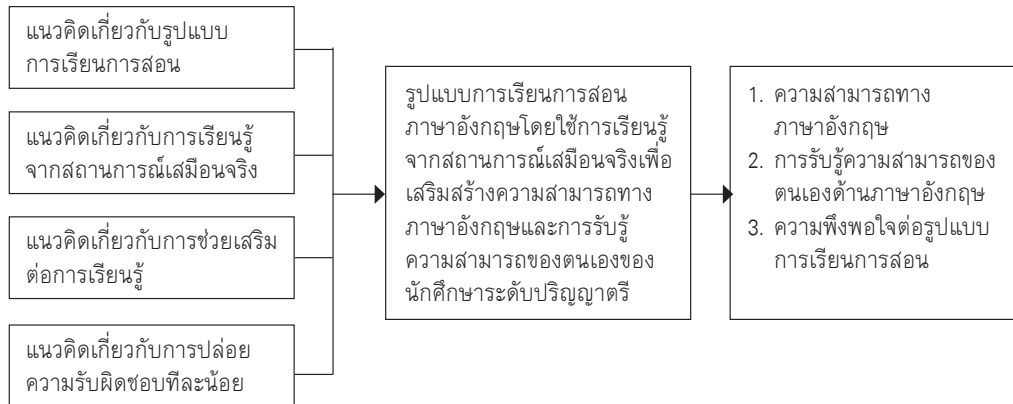 แนวคิดเกี่ยวกับรูปแบบ
การเรียนการสอน
แนวคิดเกี่ยวกับการเรียนรู้
จากสถานการณ์เสมือนจริง
แนวคิดเกี่ยวกับการช่วยเสริม
ต่อการเรียนรู้
แนวคิดเกี่ยวกับการปล่อย
ความรับผิดชอบทีละน้อย
รูปแบบการเรียนการสอน
ภาษาอังกฤษโดยใช้การเรียนรู้
จากสถานการณ์เสมือนจริงเพื่อ
เสริมสร้างความสามารถทาง
ภาษาอังกฤษและการรับรู้
ความสามารถของตนเองของ
นักศึกษาระดับปริญญาตรี
1. ความสามารถทาง
ภาษาอังกฤษ
2. การรับรู้ความสามารถของ
ตนเองด้านภาษาอังกฤษ
3. ความพึงพอใจต่อรูปแบบ
การเรียนการสอน